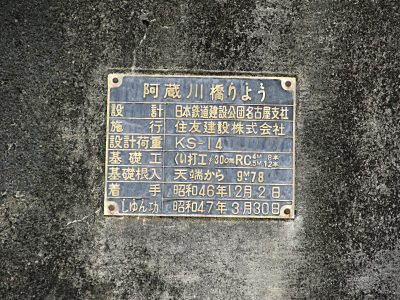 阿蔵川橋りよう
設計 日本鉄道建設公団名古屋支社
施行 住友建設株式会社
設計荷重 KS-14
基礎工 (1)打工/30cmRC
基礎根入 天端から 9M78
着手 昭和46年12月2日
しゅん功 昭和47年3月30日